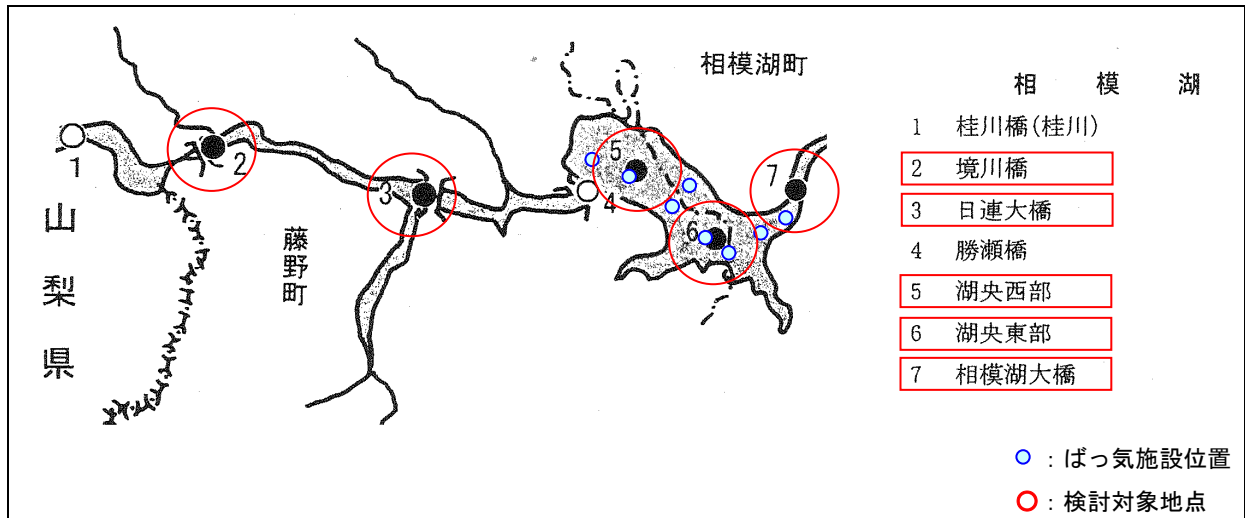 相模湖町
1
2
3
4
5
6
7
山梨県
藤野町
相模湖
1 桂川橋(桂川)
2 境川橋
3 日連大橋
4 勝瀬橋
5 湖央西部
6 湖央東部
7 相模湖大橋
：ばっ気施設位置
：検討対象地点